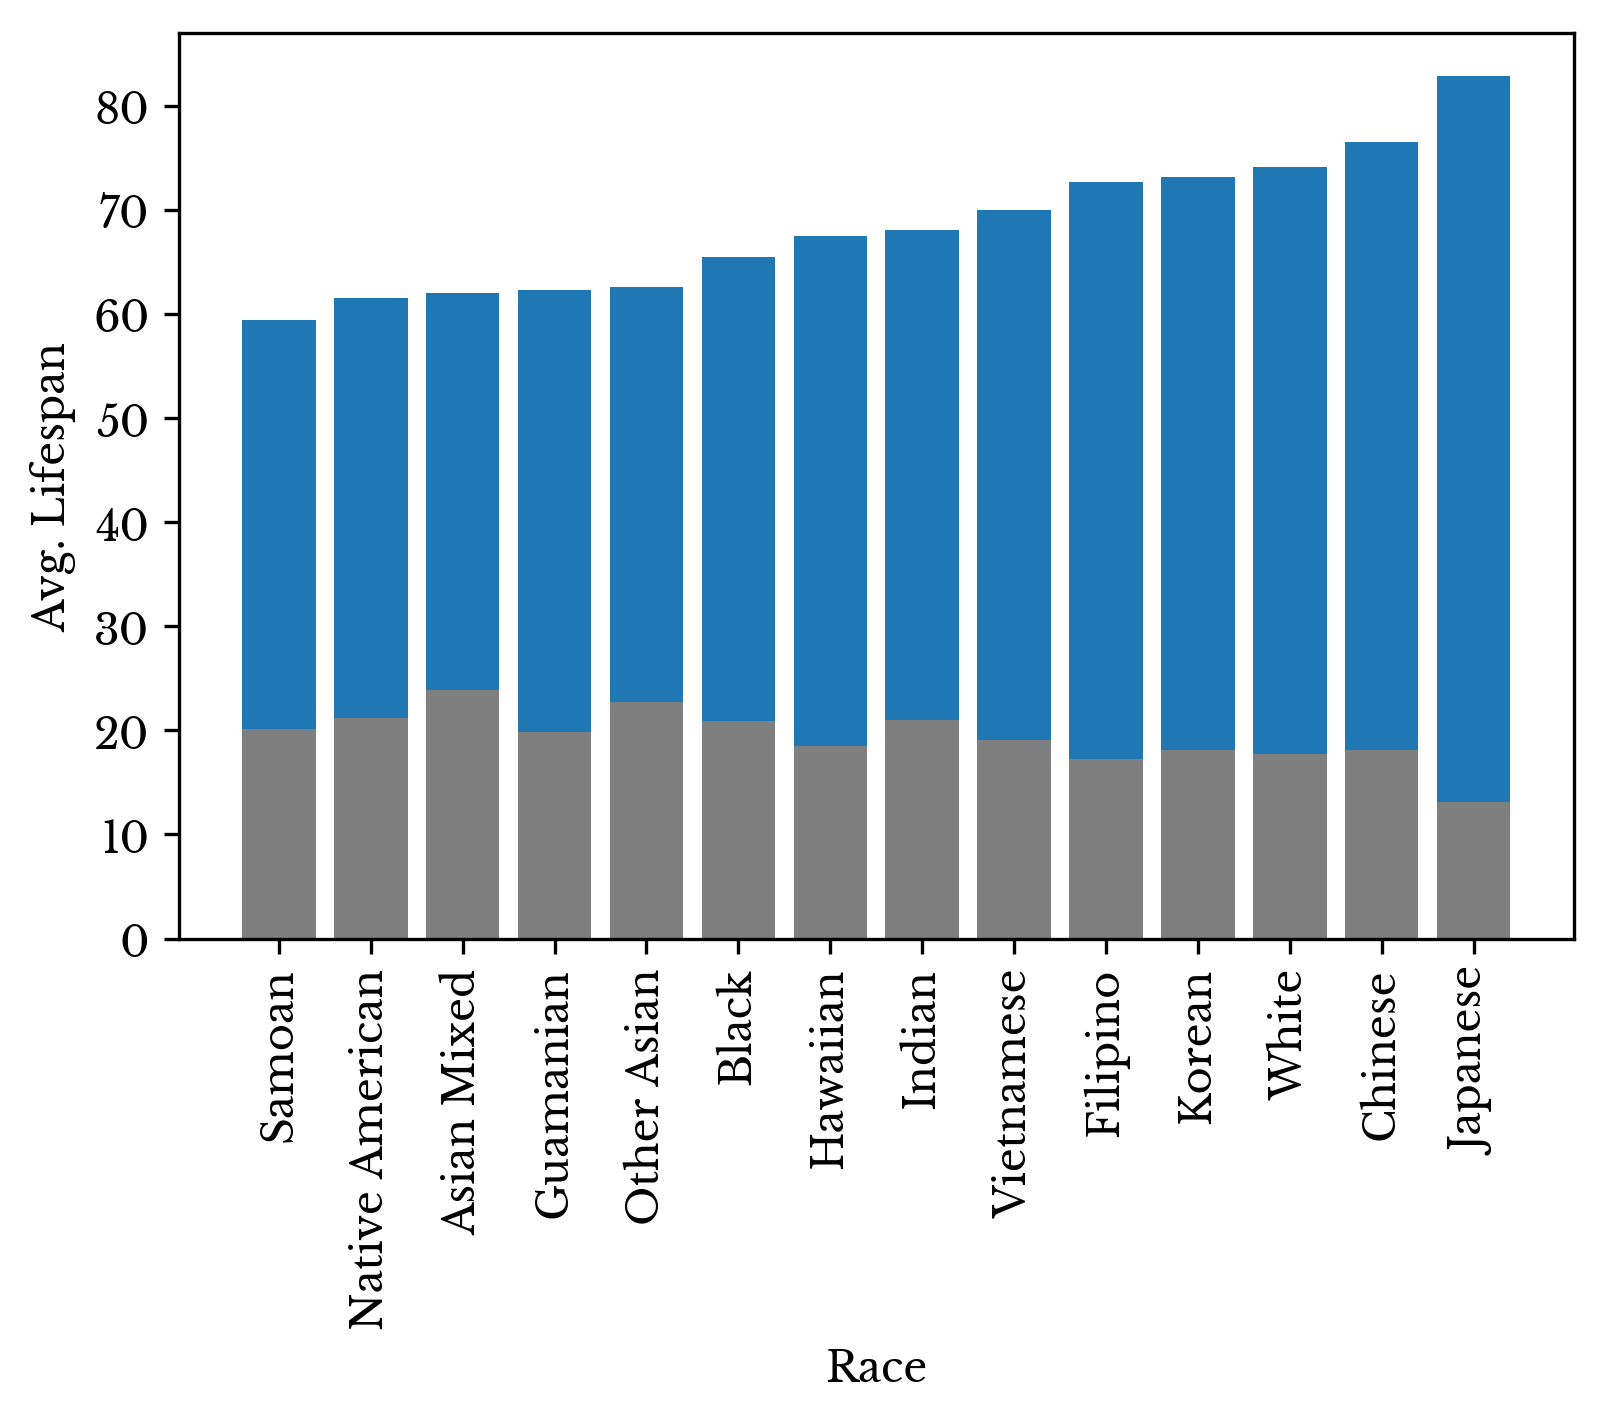 Avg. Lifespan
80
70
60
50
40
30
20
10
0
Samoan
Native American
Asian Mixed
Guamanian
Other Asian
Black
Hawaiian
Indian
Vietnamese
Filipino
Korean
White
Chinese
Japanese
Race